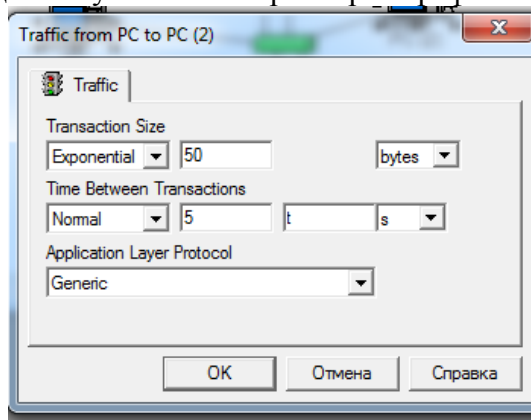 Traffic from PC to PC (2)
Traffic
Transaction Size
Exponential 50 bytes
Time Between Transactions
Normal 5 t s
Application Layer Protocol
Generic
OK Отмена Справка